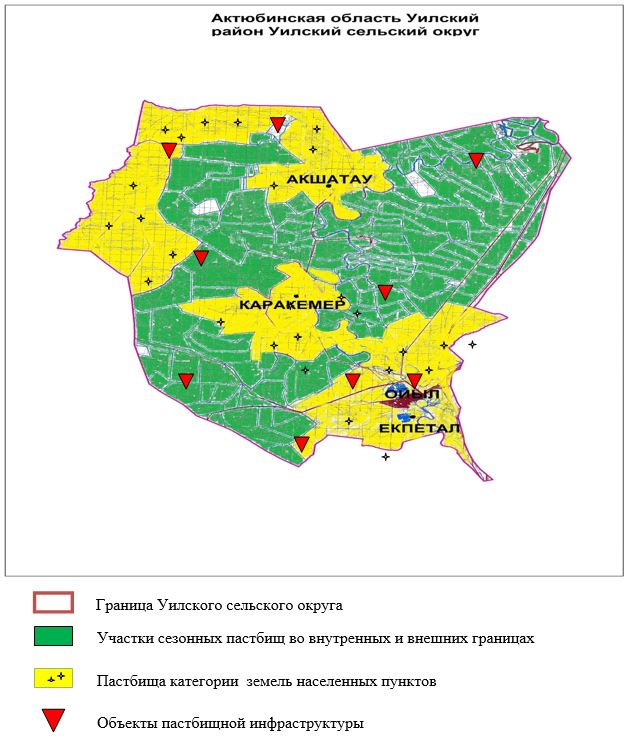 Актюбинская область Уилский
район Уилский сельский округ
АКШАТАУ
КАРАКЕМЕР
ОЙЫЛ
ЕКПЕТАЛ
Граница Уилского сельского округа
Участки сезонных пастбищ во внутренных и внешних границах
Пастбища категории земель населенных пунктов
Объекты пастбищной инфраструктуры